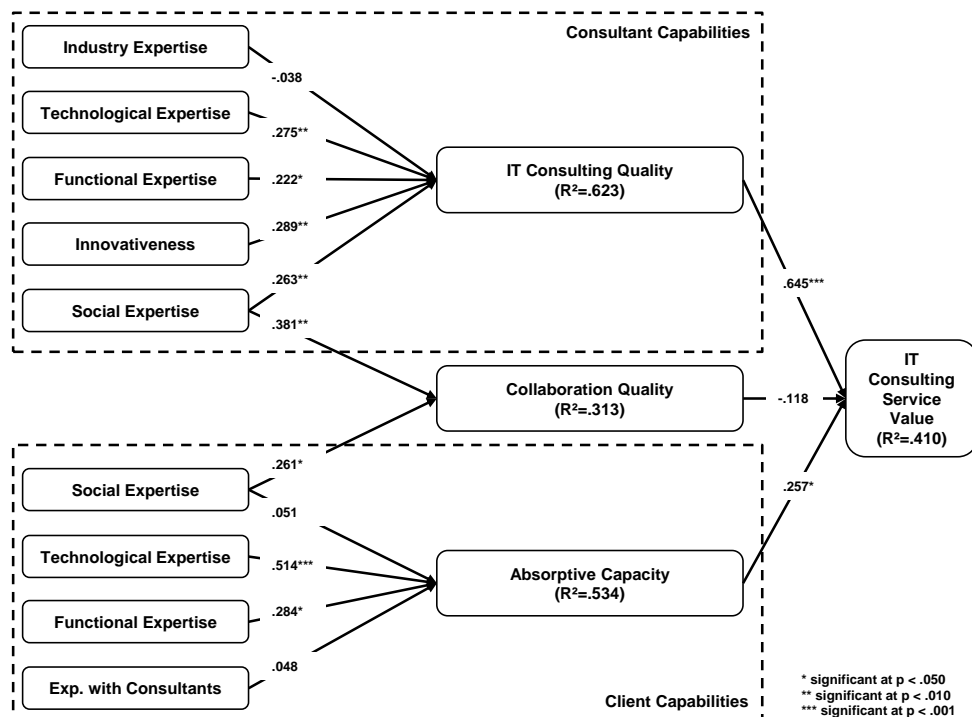 Consultant Capabilities
Industry Expertise
-.038
Technological Expertise
.275**
Functional Expertise
.222*
IT Consulting Quality
(R²=.623)
Innovativeness
.289**
.263**
Social Expertise
.381**
.645***
Collaboration Quality
(R²=.313)
-.118
IT
Consulting
Service
Value
(R²=.410)
.261*
Social Expertise
.051
.257*
Technological Expertise
.514***
Absorptive Capacity
(R²=.534)
Functional Expertise
.284*
.048
Exp. with Consultants
Client Capabilities
* significant at p < .050
** significant at p < .010
*** significant at p < .001